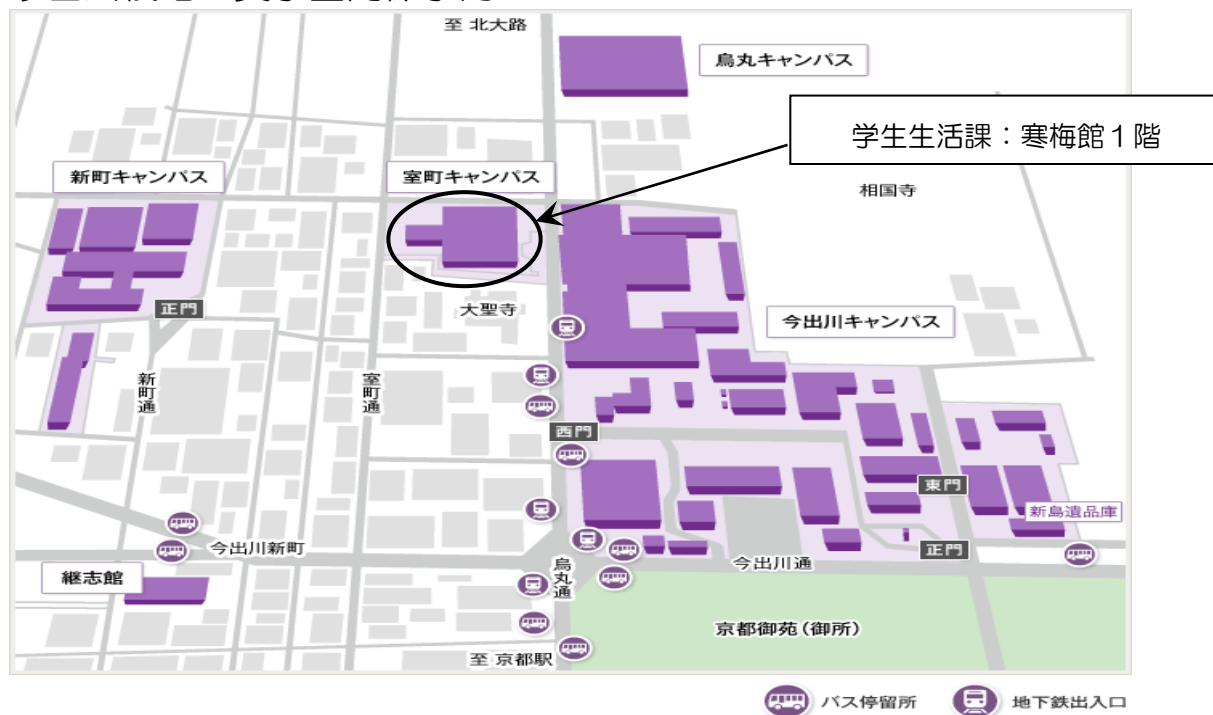 至 北大路
烏丸キャンパス
学生生活課：寒梅館１階
新町キャンパス
室町キャンパス
相国寺
正門
大聖寺
今出川キャンパス
新町通
室町通
西門
東門
新島遺品庫
今出川新町
正門
今出川通
継志館
烏丸通
京都御苑(御所)
至 京都駅
バス停留所
地下鉄出入口